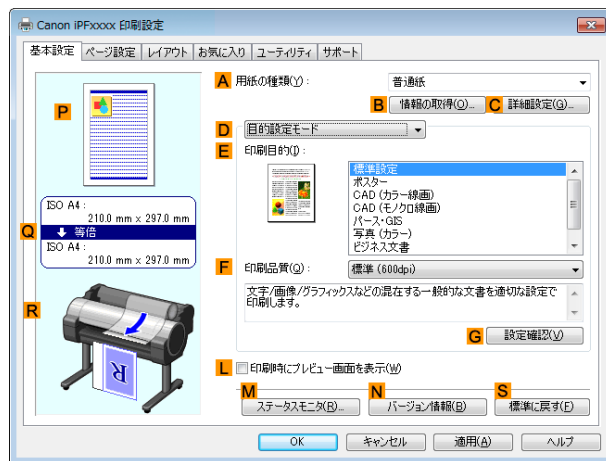 Canon iPFxxxx 印刷設定
基本設定 ページ設定 レイアウト お気に入り ユーティリティ サポート
A 用紙の種類(Y): 普通紙
B 情報の取得(O)... C 詳細設定(G)...
P
D 目的設定モード
E 印刷目的(I):
標準設定
ポスター
CAD (カラー線画)
CAD (モノクロ線画)
パース・GIS
写真 (カラー)
ビジネス文書
ISO A4 :
210.0 mm × 297.0 mm
Q 等倍
ISO A4 :
210.0 mm × 297.0 mm
F 印刷品質(Q): 標準 (600dpi)
文字/画像/グラフィックスなどの混在する一般的な文書を適切な設定で
印刷します。
R
R
G 設定確認(V)
L 印刷時にプレビュー画面を表示(W)
M N S
ステータスモニタ(R)... バージョン情報(B) 標準に戻す(E)
OK キャンセル 適用(A) ヘルプ